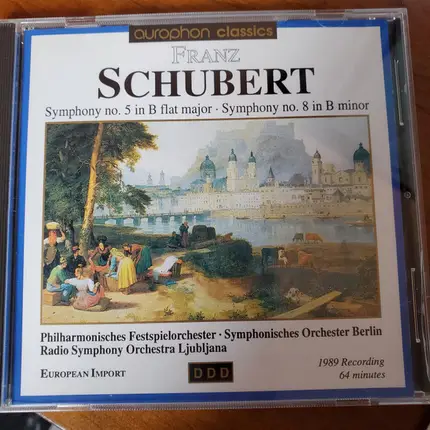 aurophon classics
FRANZ
SCHUBERT
Symphony no. 5 in B flat major · Symphony no. 8 in B minor
Philharmonisches Festspielorchester · Symphonisches Orchester Berlin
Radio Symphony Orchestra Ljubljana
1989 Recording
EUROPEAN IMPORT
DDD
64 minutes